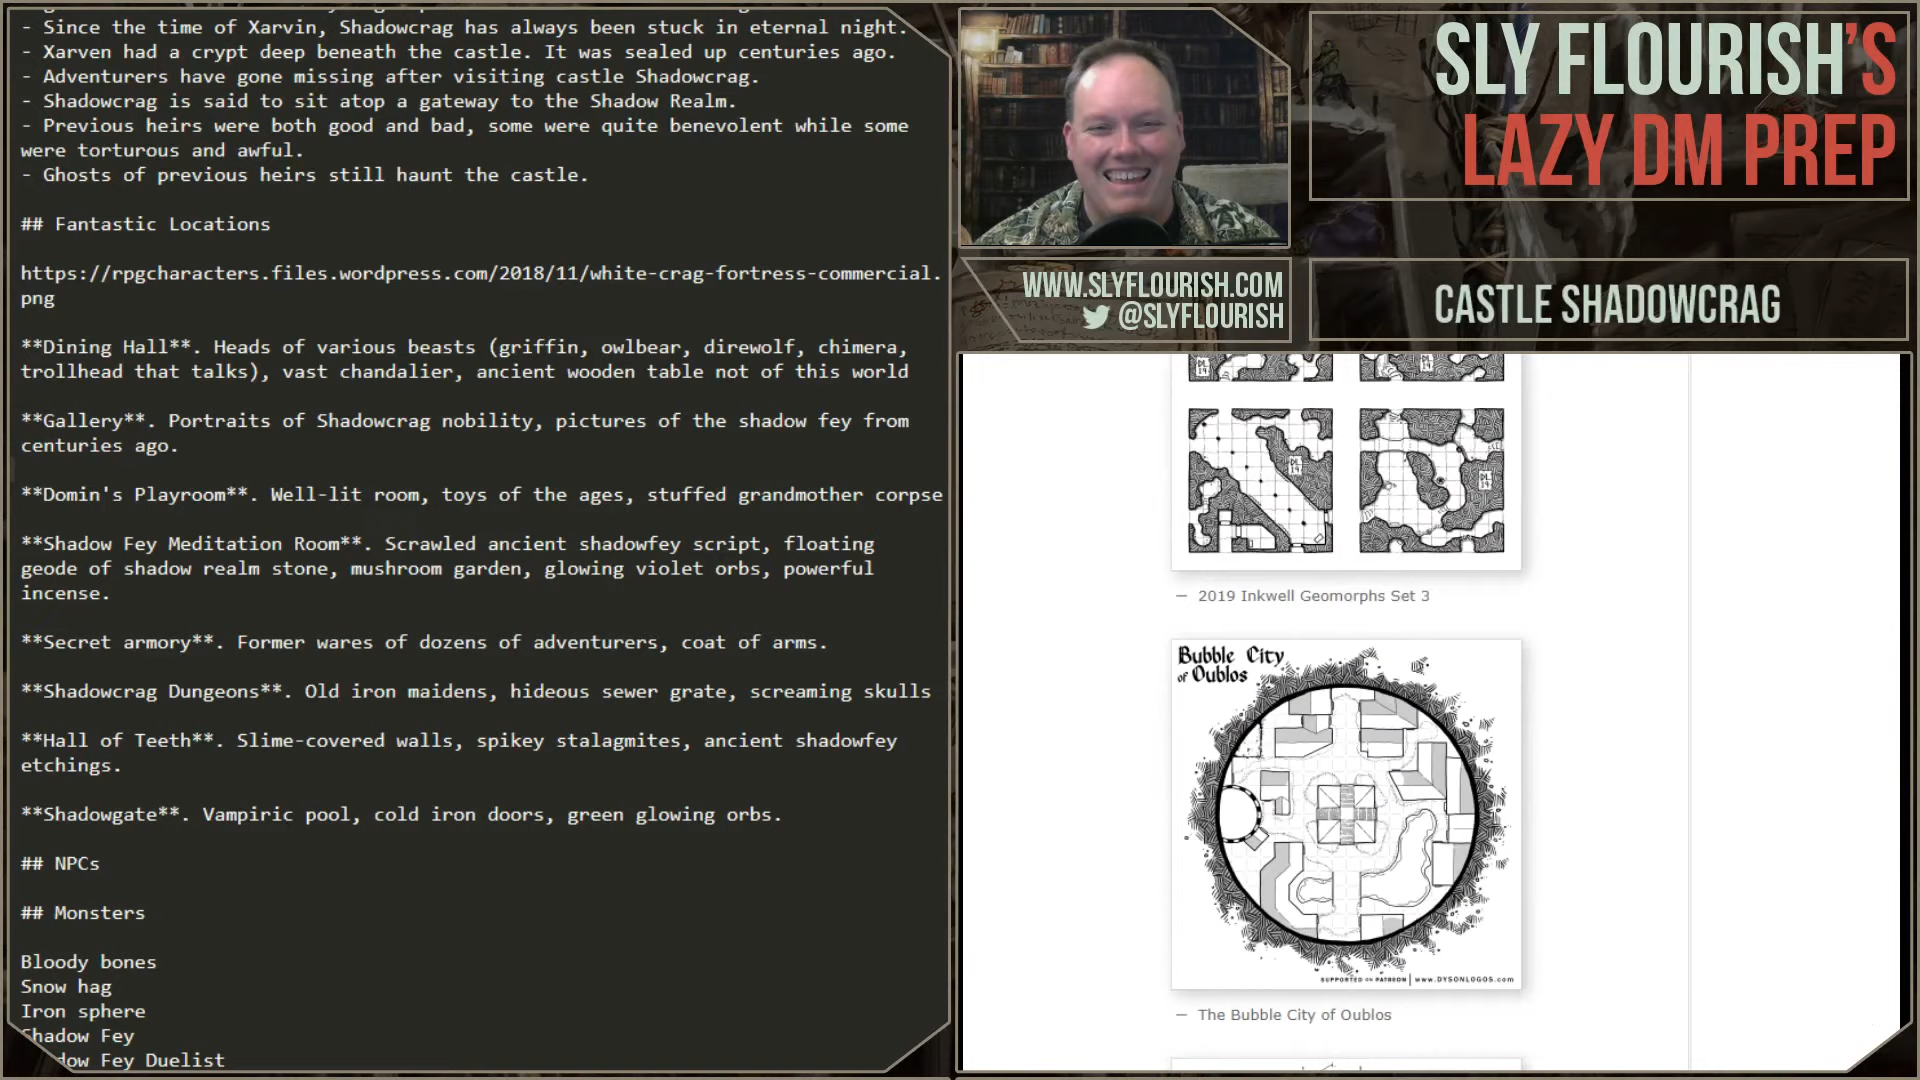 - Since the time of Xarvin, Shadowcrag has always been stuck in eternal night.
- Xarven had a crypt deep beneath the castle. It was sealed up centuries ago.
- Adventurers have gone missing after visiting castle Shadowcrag.
- Shadowcrag is said to sit atop a gateway to the Shadow Realm.
- Previous heirs were both good and bad, some were quite benevolent while some
were torturous and awful.
- Ghosts of previous heirs still haunt the castle.
## Fantastic Locations
https://rpgcharacters.files.wordpress.com/2018/11/white-crag-fortress-commercial.
png
**Dining Hall**. Heads of various beasts (griffin, owlbear, direwolf, chimera,
trollhead that talks), vast chandalier, ancient wooden table not of this world
**Gallery**. Portraits of Shadowcrag nobility, pictures of the shadow fey from
centuries ago.
**Domin's Playroom**. Well-lit room, toys of the ages, stuffed grandmother corpse
**Shadow Fey Meditation Room**. Scrawled ancient shadowfey script, floating
geode of shadow realm stone, mushroom garden, glowing violet orbs, powerful
incense.
**Secret armory**. Former wares of dozens of adventurers, coat of arms.
**Shadowcrag Dungeons**. Old iron maidens, hideous sewer grate, screaming skulls
**Hall of Teeth**. Slime-covered walls, spikey stalagmites, ancient shadowfey
etchings.
**Shadowgate**. Vampiric pool, cold iron doors, green glowing orbs.
## NPCs
## Monsters
Bloody bones
Snow hag
Iron sphere
Shadow Fey
dow Fey Duelist
SLY FLOURISH'S
LAZY DM PREP
WWW.SLYFLOURISH.COM
@SLYFLOURISH
CASTLE SHADOWCRAG
— 2019 Inkwell Geomorphs Set 3
Bubble City
of Oublos
SUPPORTED ON PATREON | www.DYSONLOGOS.com
— The Bubble City of Oublos